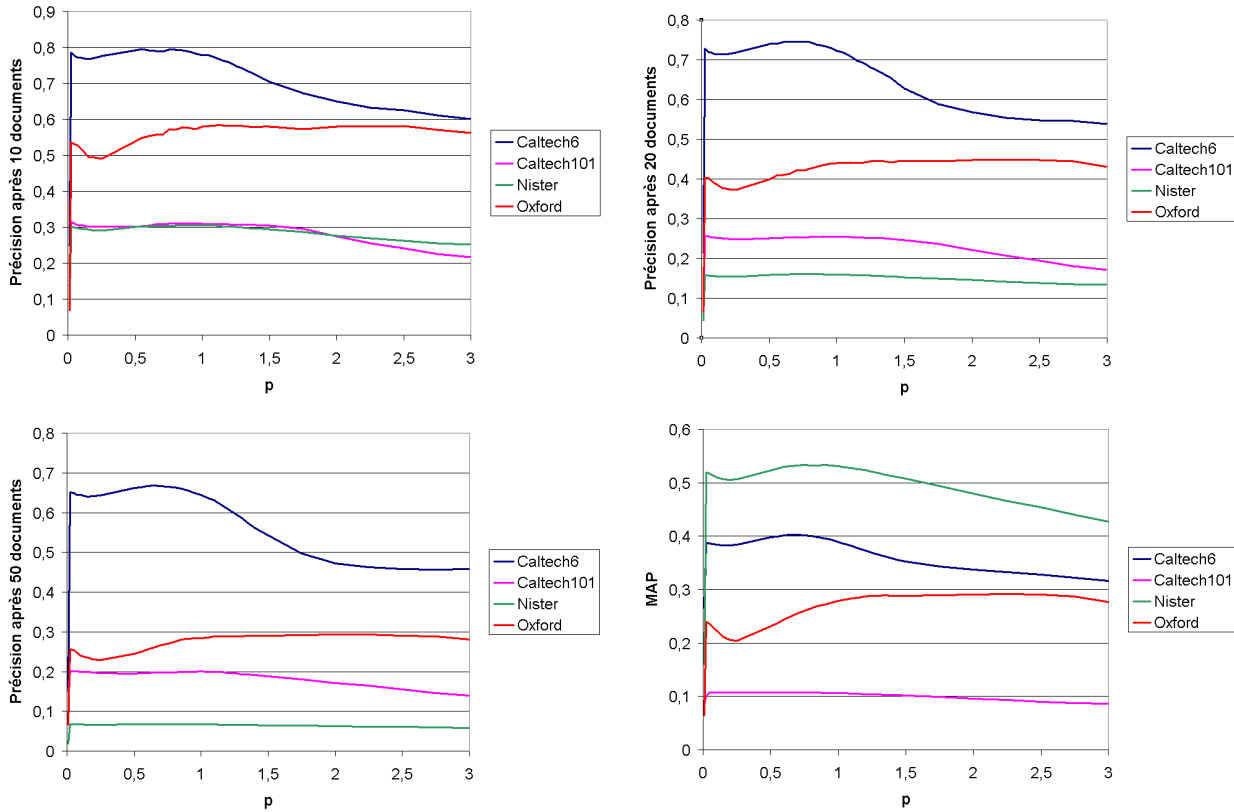 Précision après 10 documents
0,9
0,8
0,7
0,6
0,5
0,4
0,3
0,2
0,1
0
0 0,5 1 1,5 2 2,5 3
p
Caltech6
Caltech101
Nister
Oxford
Précision après 20 documents
0,8
0,7
0,6
0,5
0,4
0,3
0,2
0,1
0
0 0,5 1 1,5 2 2,5 3
p
Caltech6
Caltech101
Nister
Oxford
Précision après 50 documents
0,8
0,7
0,6
0,5
0,4
0,3
0,2
0,1
0
0 0,5 1 1,5 2 2,5 3
p
Caltech6
Caltech101
Nister
Oxford
MAP
0,6
0,5
0,4
0,3
0,2
0,1
0
0 0,5 1 1,5 2 2,5 3
p
Caltech6
Caltech101
Nister
Oxford